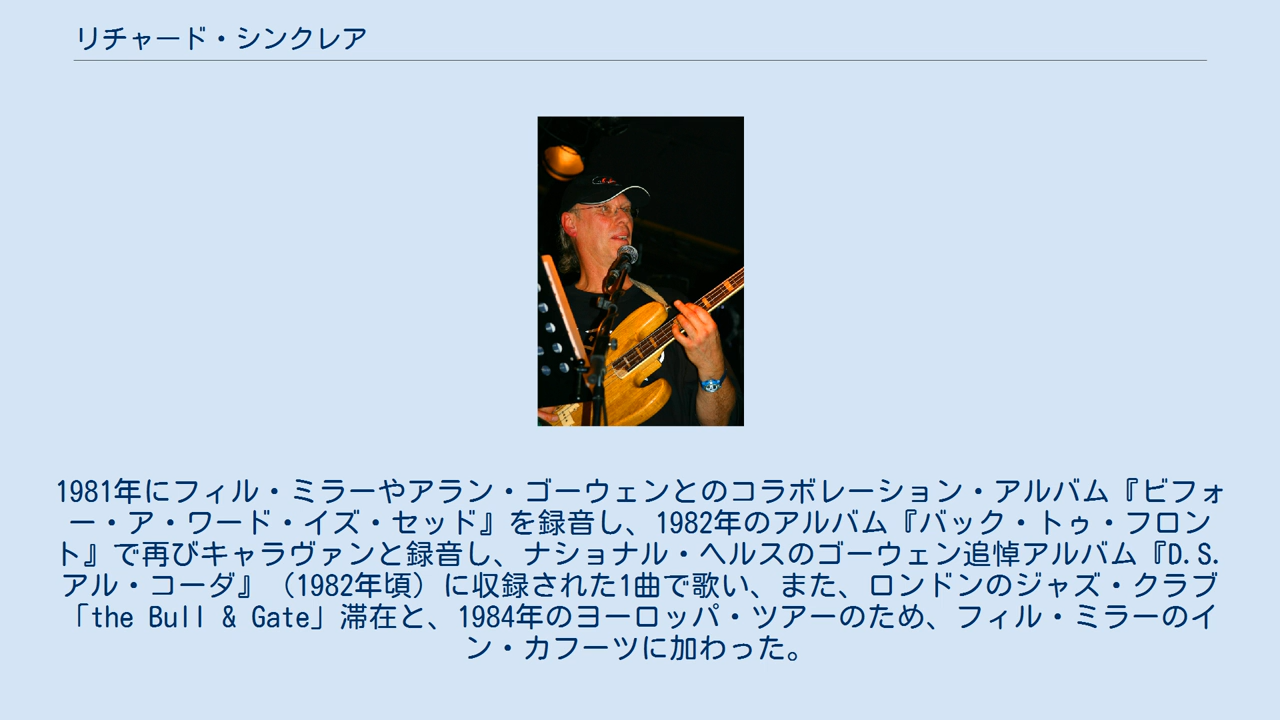 リチャード・シンクレア
1981年にフィル・ミラーやアラン・ゴーウェンとのコラボレーション・アルバム『ビフォ
ー・ア・ワード・イズ・セッド』を録音し、1982年のアルバム『バック・トゥ・フロン
ト』で再びキャラヴァンと録音し、ナショナル・ヘルスのゴーウェン追悼アルバム『D.S.
アル・コーダ』（1982年頃）に収録された1曲で歌い、また、ロンドンのジャズ・クラブ
「the Bull & Gate」滞在と、1984年のヨーロッパ・ツアーのため、フィル・ミラーのイ
ン・カフーツに加わった。